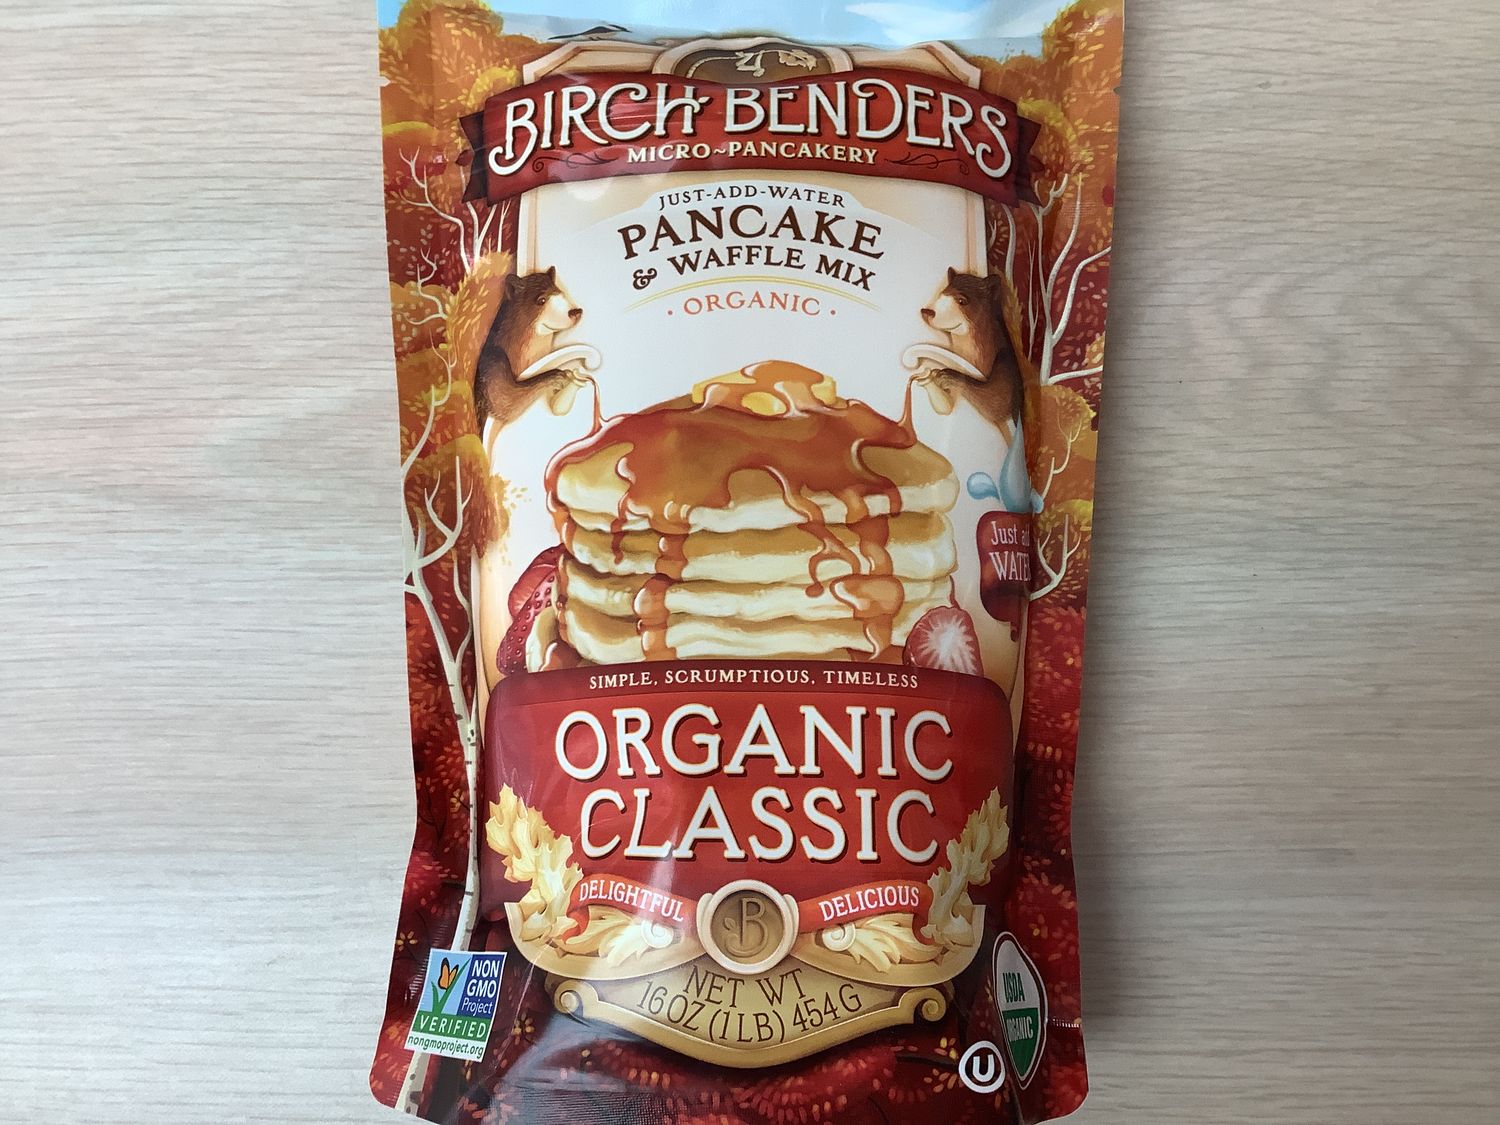 BIRCH BENDERS
MICRO~PANCAKERY
JUST-ADD-WATER
PANCAKE
& WAFFLE MIX
· ORGANIC ·
Just
SIMPLE, SCRUMPTIOUS, TIMELESS
ORGANIC
CLASSIC
DELIGHTFUL
B
DELICIOUS
NET WT
16 OZ (1 LB) 454 G
NON
GMO
Project
VERIFIED
nongmoproject.org
USDA
ORGANIC
U